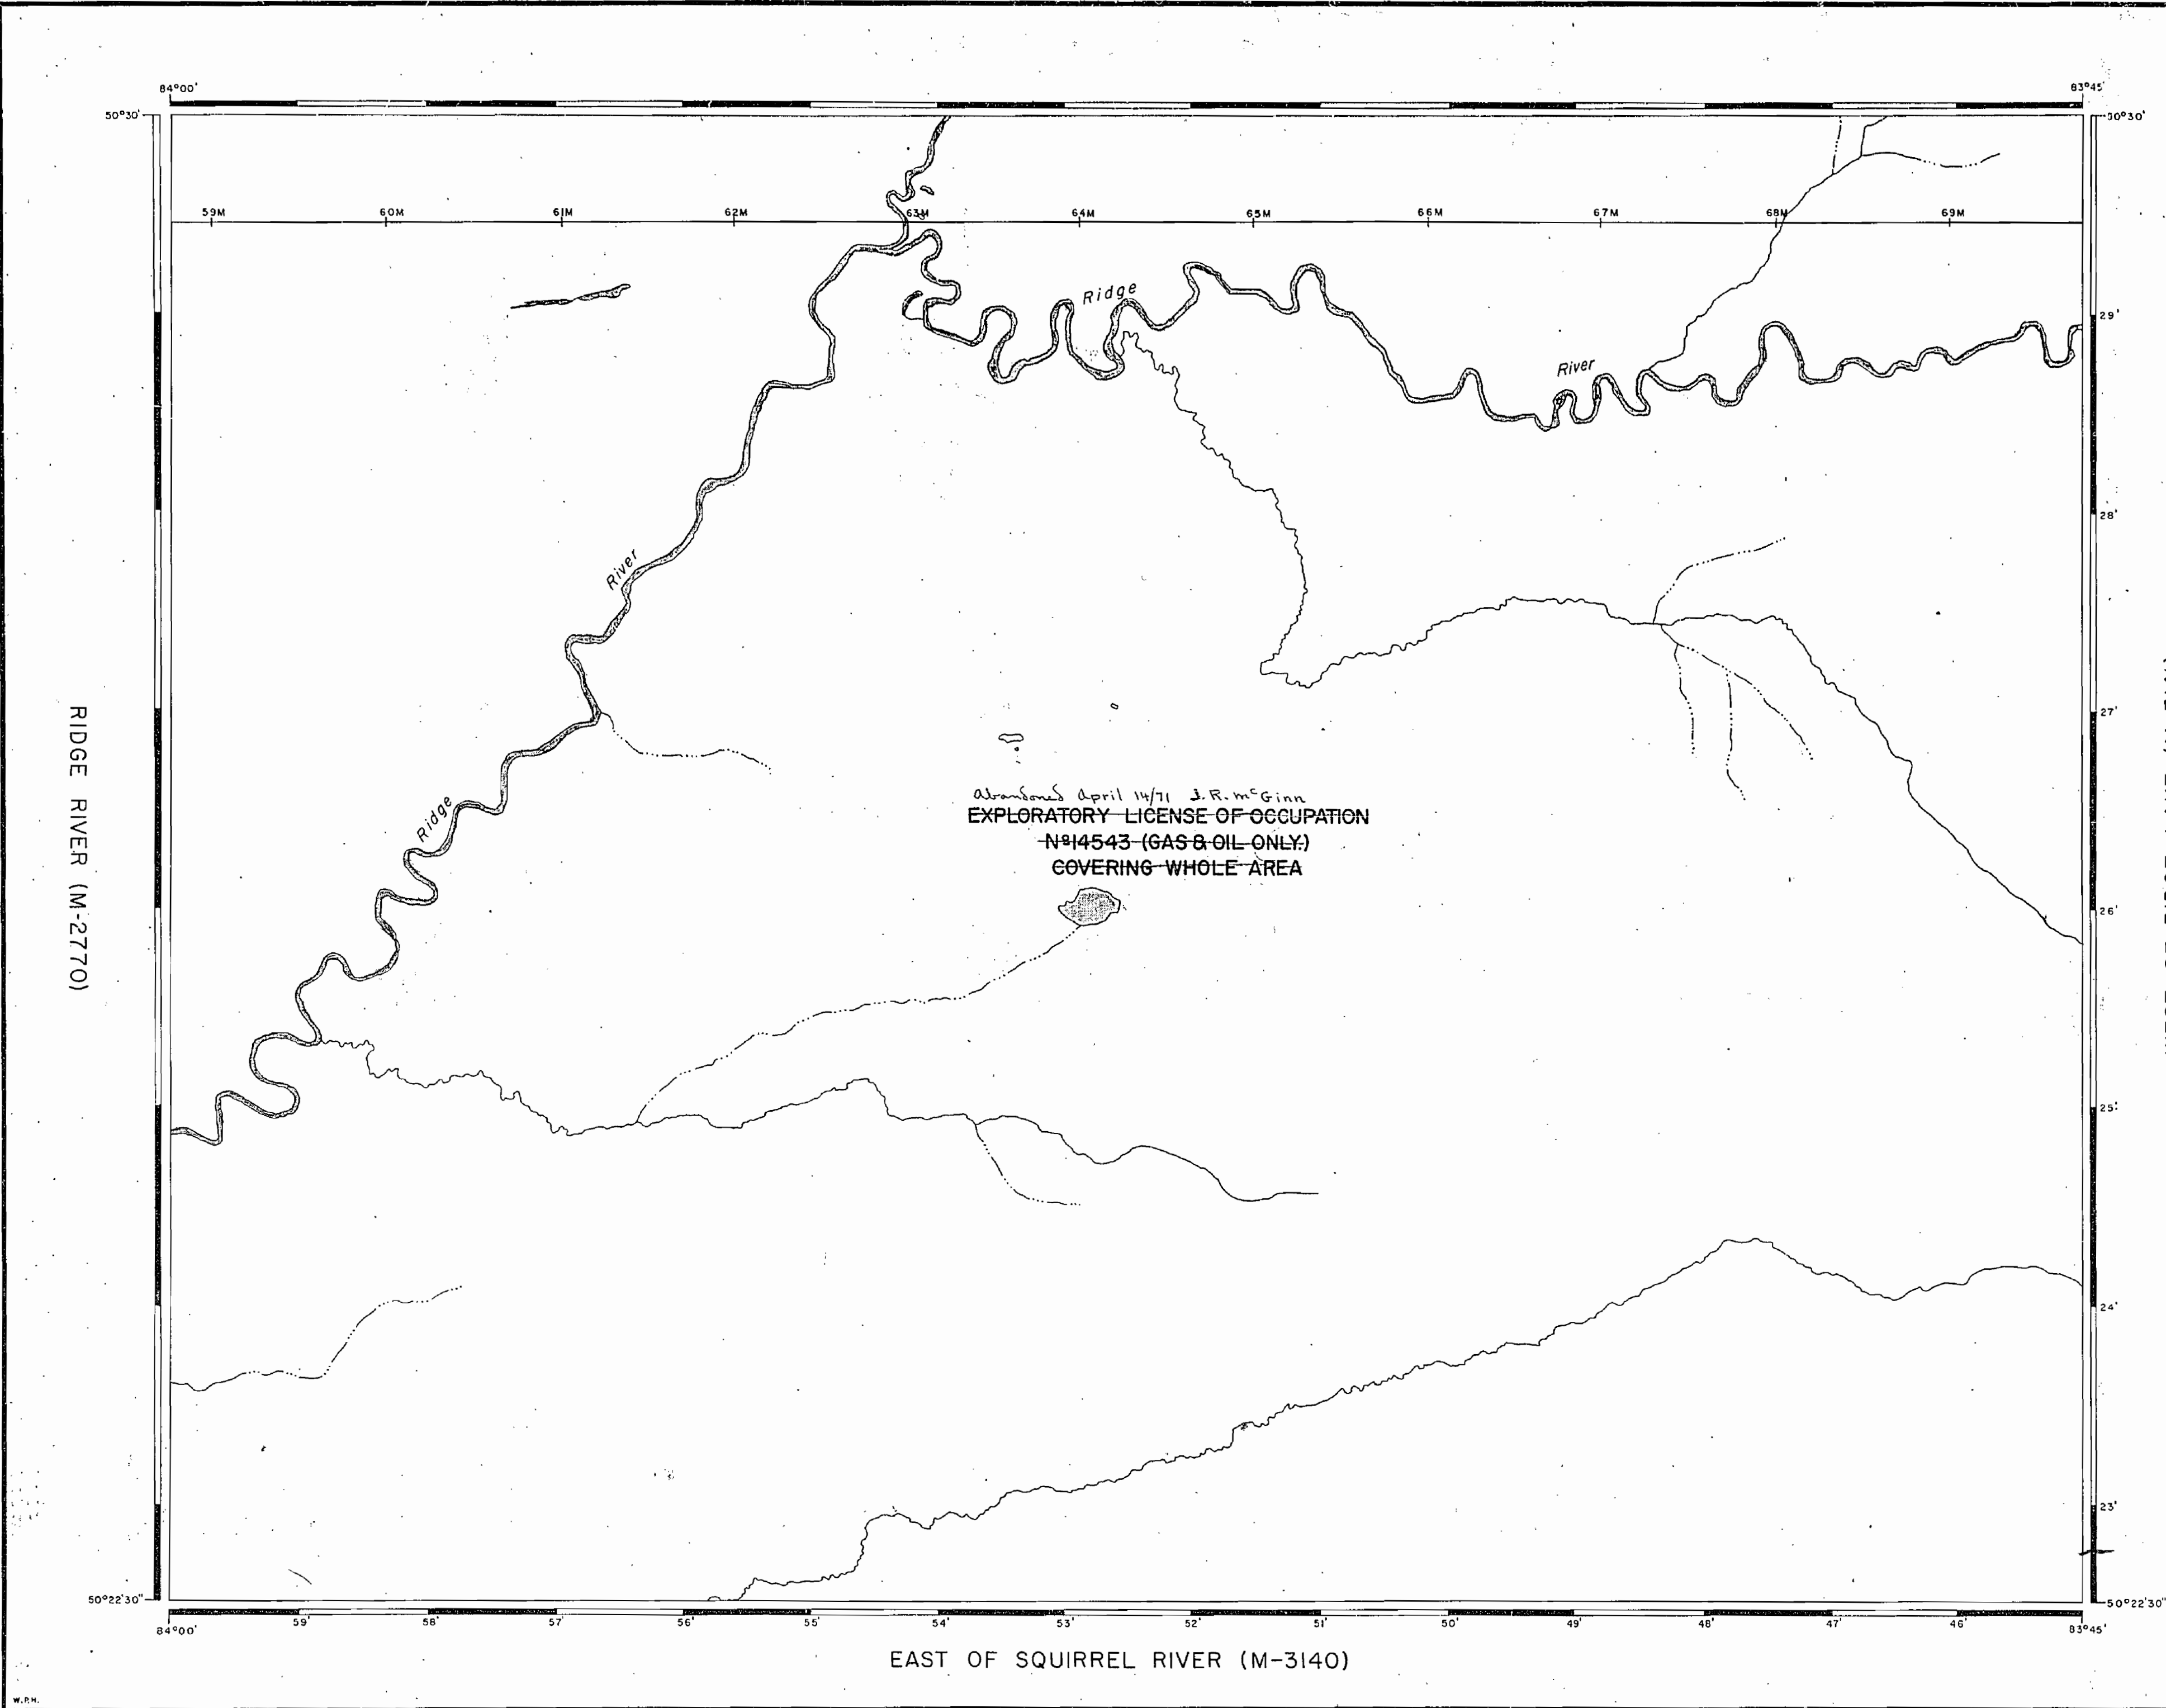 84°00'
83°45'
50°30'
50°30'
59M 60M 61M 62M 63M 64M 65M 66M 67M 68M 69M
Ridge
29'
River
28'
River
27'
RIDGE RIVER (M-2770)
Abandoned April 14/71 J.R. McGinn
EXPLORATORY LICENSE OF OCCUPATION
Nº14543 (GAS & OIL ONLY.)
COVERING WHOLE AREA
Ridge
26'
25'
24'
23'
50°22'30"
50°22'30"
84°00' 59' 58' 57' 56' 55' 54' 53' 52' 51' 50' 49' 48' 47' 46' 83°45'
EAST OF SQUIRREL RIVER (M-3140)
W.P.H.